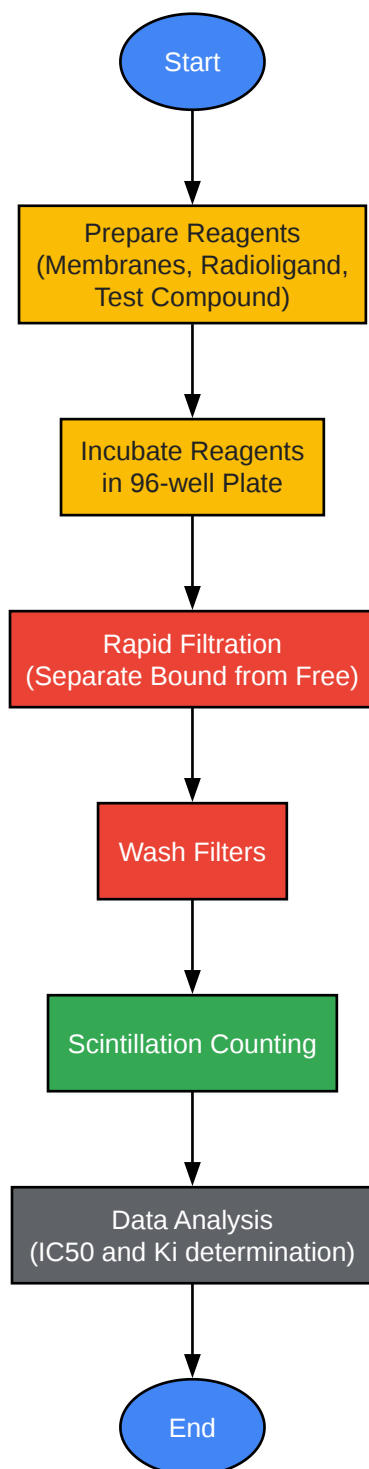 Start
Prepare Reagents
(Membranes, Radioligand,
Test Compound)
Incubate Reagents
in 96-well Plate
Rapid Filtration
(Separate Bound from Free)
Wash Filters
Scintillation Counting
Data Analysis
(IC50 and Ki determination)
End